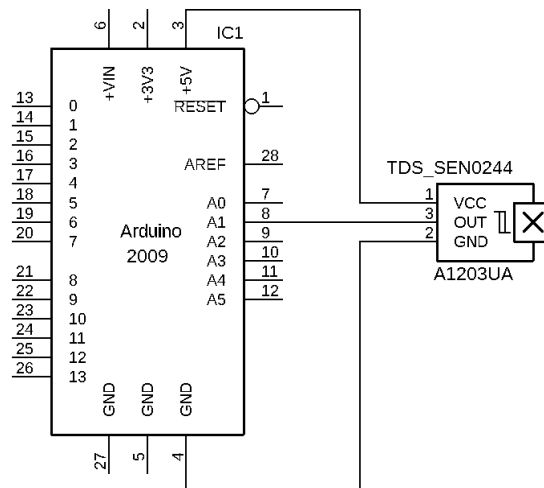 6 2 3
IC1
+VIN +3V3 +5V
13 0 RESET 1
14 1
15 2
16 3 AREF 28
17 4
18 5 A0 7
19 6 A1 8
20 7 A2 9
A3 10
21 8 A4 11
22 9 A5 12
23 10
24 11
25 12
26 13
Arduino
2009
GND GND GND
27 5 4
TDS_SEN0244
1 VCC
3 OUT
2 GND
A1203UA